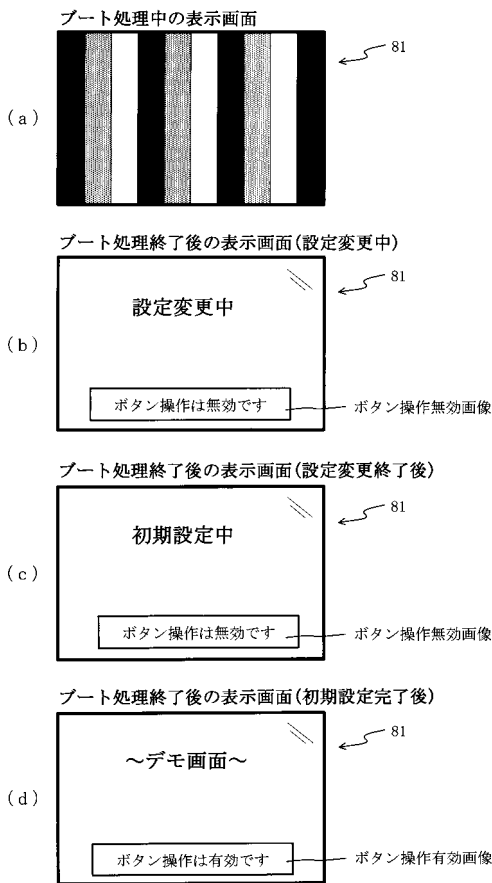 ブート処理中の表示画面
81
(a)
ブート処理終了後の表示画面(設定変更中)
81
設定変更中
(b)
ボタン操作は無効です
ボタン操作無効画像
ブート処理終了後の表示画面(設定変更終了後)
81
初期設定中
(c)
ボタン操作は無効です
ボタン操作無効画像
ブート処理終了後の表示画面(初期設定完了後)
81
～デモ画面～
(d)
ボタン操作は有効です
ボタン操作有効画像